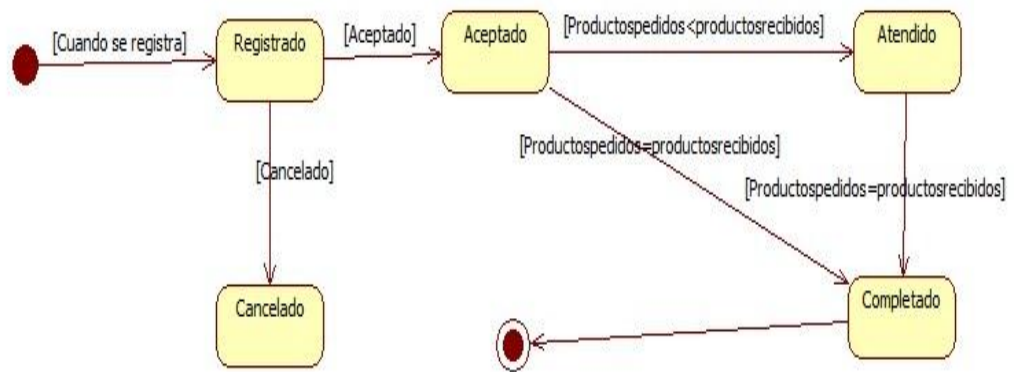 [Cuando se registra]
Registrado
[Aceptado]
Aceptado
[Productospedidos<productosrecibidos]
Atendido
[Cancelado]
[Productospedidos=productosrecibidos]
[Productospedidos=productosrecibidos]
Cancelado
Completado